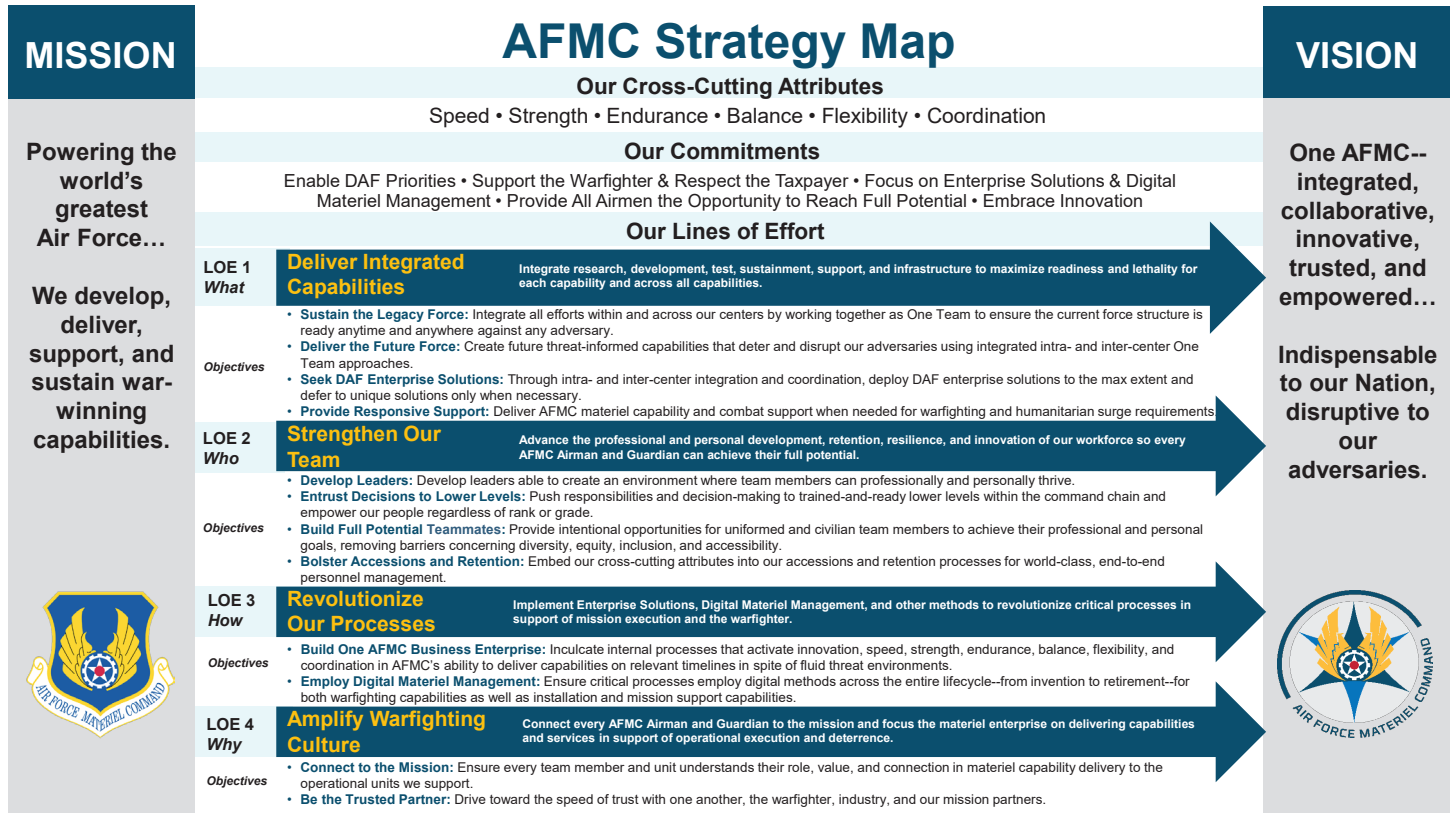 MISSION
Powering the
world's
greatest
Air Force…
We develop,
deliver,
support, and
sustain war-
winning
capabilities.
AIR FORCE MATERIEL COMMAND
AFMC Strategy Map
Our Cross-Cutting Attributes
Speed • Strength • Endurance • Balance • Flexibility • Coordination
Our Commitments
Enable DAF Priorities • Support the Warfighter & Respect the Taxpayer • Focus on Enterprise Solutions & Digital
Materiel Management • Provide All Airmen the Opportunity to Reach Full Potential • Embrace Innovation
Our Lines of Effort
LOE 1
What
Deliver Integrated
Capabilities
Integrate research, development, test, sustainment, support, and infrastructure to maximize readiness and lethality for
each capability and across all capabilities.
Objectives
• Sustain the Legacy Force: Integrate all efforts within and across our centers by working together as One Team to ensure the current force structure is
ready anytime and anywhere against any adversary.
• Deliver the Future Force: Create future threat-informed capabilities that deter and disrupt our adversaries using integrated intra- and inter-center One
Team approaches.
• Seek DAF Enterprise Solutions: Through intra- and inter-center integration and coordination, deploy DAF enterprise solutions to the max extent and
defer to unique solutions only when necessary.
• Provide Responsive Support: Deliver AFMC materiel capability and combat support when needed for warfighting and humanitarian surge requirements.
LOE 2
Who
Strengthen Our
Team
Advance the professional and personal development, retention, resilience, and innovation of our workforce so every
AFMC Airman and Guardian can achieve their full potential.
Objectives
• Develop Leaders: Develop leaders able to create an environment where team members can professionally and personally thrive.
• Entrust Decisions to Lower Levels: Push responsibilities and decision-making to trained-and-ready lower levels within the command chain and
empower our people regardless of rank or grade.
• Build Full Potential Teammates: Provide intentional opportunities for uniformed and civilian team members to achieve their professional and personal
goals, removing barriers concerning diversity, equity, inclusion, and accessibility.
• Bolster Accessions and Retention: Embed our cross-cutting attributes into our accessions and retention processes for world-class, end-to-end
personnel management.
LOE 3
How
Revolutionize
Our Processes
Implement Enterprise Solutions, Digital Materiel Management, and other methods to revolutionize critical processes in
support of mission execution and the warfighter.
Objectives
• Build One AFMC Business Enterprise: Inculcate internal processes that activate innovation, speed, strength, endurance, balance, flexibility, and
coordination in AFMC's ability to deliver capabilities on relevant timelines in spite of fluid threat environments.
• Employ Digital Materiel Management: Ensure critical processes employ digital methods across the entire lifecycle--from invention to retirement--for
both warfighting capabilities as well as installation and mission support capabilities.
LOE 4
Why
Amplify Warfighting
Culture
Connect every AFMC Airman and Guardian to the mission and focus the materiel enterprise on delivering capabilities
and services in support of operational execution and deterrence.
Objectives
• Connect to the Mission: Ensure every team member and unit understands their role, value, and connection in materiel capability delivery to the
operational units we support.
• Be the Trusted Partner: Drive toward the speed of trust with one another, the warfighter, industry, and our mission partners.
VISION
One AFMC--
integrated,
collaborative,
innovative,
trusted, and
empowered…
Indispensable
to our Nation,
disruptive to
our
adversaries.
AIR FORCE MATERIEL COMMAND